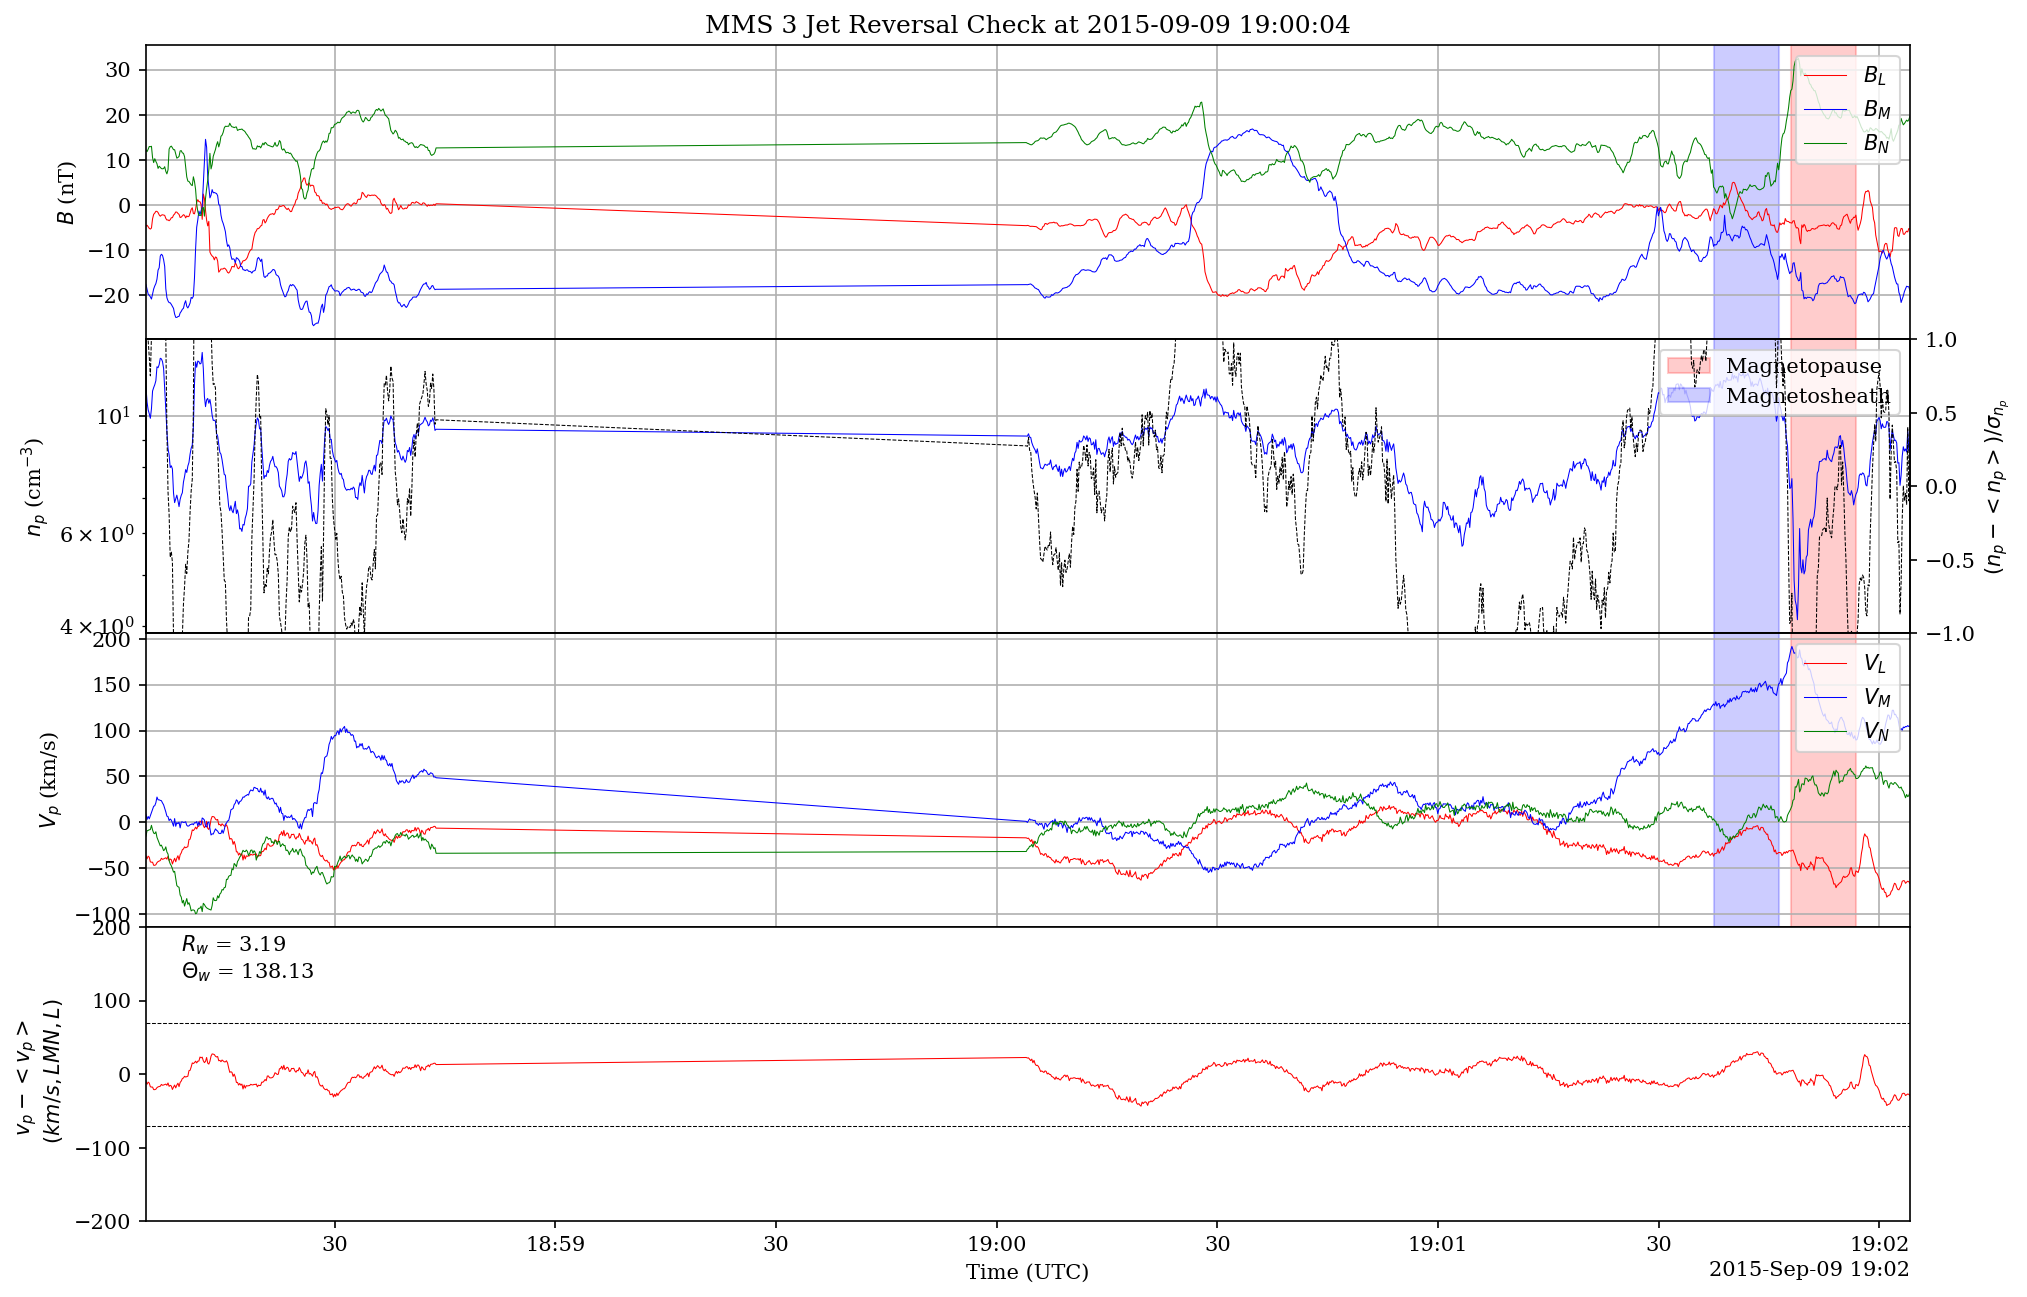 MMS 3 Jet Reversal Check at 2015-09-09 19:00:04
30
20
10
0
−10
−20
B (nT)
B_L
B_M
B_N
10^1
6 × 10^0
4 × 10^0
n_p (cm^−3)
Magnetopause
Magnetosheath
1.0
0.5
0.0
−0.5
−1.0
(n_p − < n_p >)/σ_{n_p}
200
150
100
50
0
−50
−100
V_p (km/s)
V_L
V_M
V_N
200
100
0
−100
−200
v_p − < v_p >
(km/s, LMN, L)
R_w = 3.19
Θ_w = 138.13
30
18:59
30
19:00
30
19:01
30
19:02
Time (UTC)
2015-Sep-09 19:02